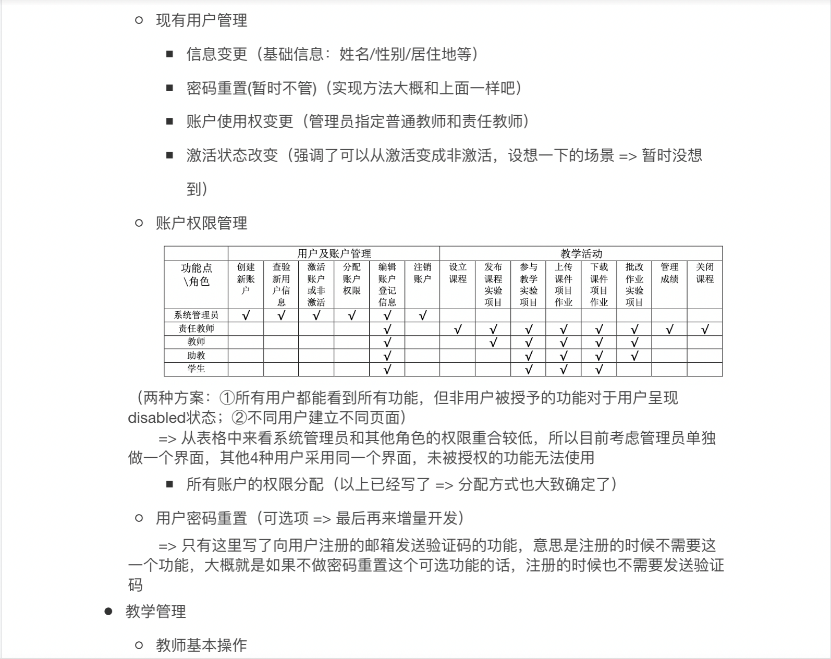 ○ 现有用户管理
■ 信息变更（基础信息：姓名/性别/居住地等）
■ 密码重置(暂时不管)（实现方法大概和上面一样吧）
■ 账户使用权变更（管理员指定普通教师和责任教师）
■ 激活状态改变（强调了可以从激活变成非激活，设想一下的场景 => 暂时没想
到）
○ 账户权限管理
用户及账户管理 教学活动
功能点\角色 创建新账户 查验新用户信息 激活账户或非激活 分配账户权限 编辑账户登记信息 注销账户 设立课程 发布课程实验项目 参与教学实验项目 上传课件项目作业 下载课件项目作业 批改作业实验项目 管理成绩 关闭课程
系统管理员 √ √ √ √ √ √
责任教师 √ √ √ √ √ √ √ √ √
教师 √ √ √ √ √ √
助教 √ √ √ √ √
学生 √ √ √ √
（两种方案：①所有用户都能看到所有功能，但非用户被授予的功能对于用户呈现
disabled状态；②不同用户建立不同页面）
=> 从表格中来看系统管理员和其他角色的权限重合较低，所以目前考虑管理员单独
做一个界面，其他4种用户采用同一个界面，未被授权的功能无法使用
■ 所有账户的权限分配（以上已经写了 => 分配方式也大致确定了）
○ 用户密码重置（可选项 => 最后再来增量开发）
=> 只有这里写了向用户注册的邮箱发送验证码的功能，意思是注册的时候不需要这
一个功能，大概就是如果不做密码重置这个可选功能的话，注册的时候也不需要发送验证
码
● 教学管理
○ 教师基本操作